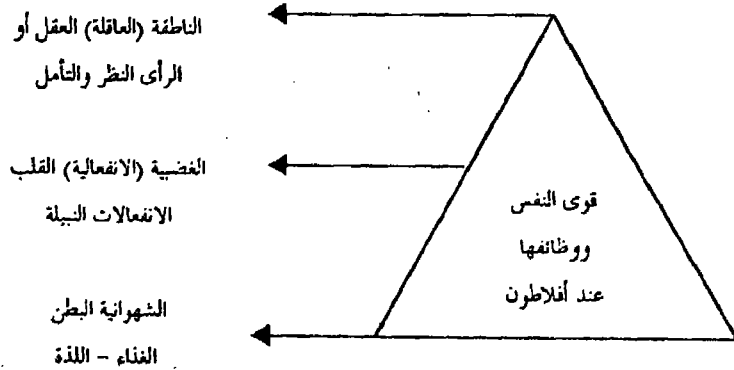 الناطقة (العاقلة) العقل أو
الرأى النظر والتأمل
الغضبية (الانفعالية) القلب
الانفعالات النبيلة
الشهوانية البطن
الغذاء - اللذة
قوى النفس
ووظائفها
عند أفلاطون